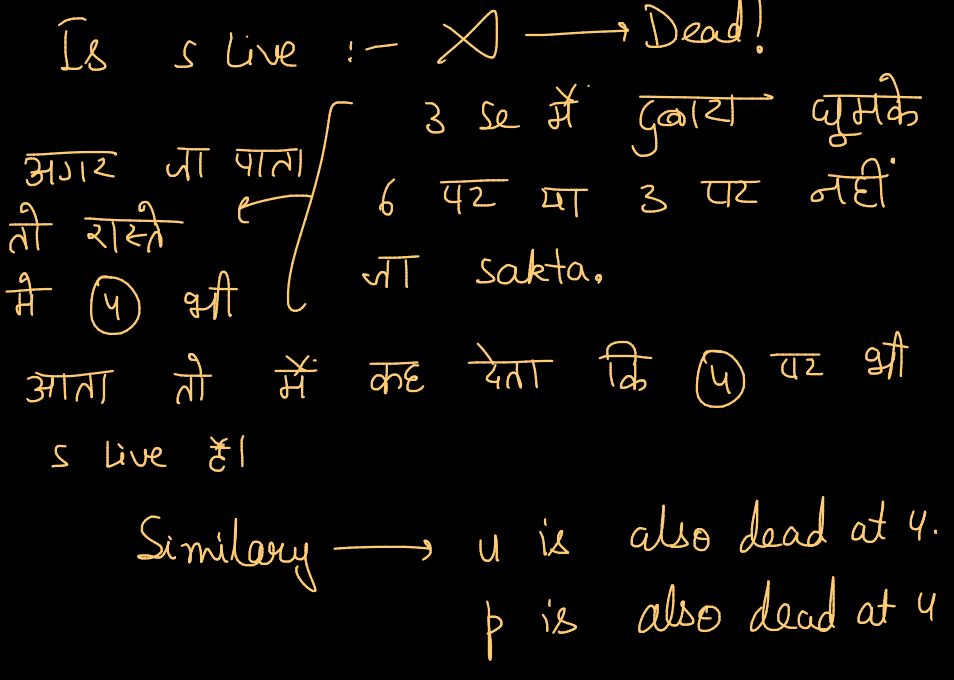 Is s Live :- ⟶ Dead!
3 se में दुबारा घूमके
6 पर या 3 पर नहीं
जा sakta.
अगर जा पाता
तो रास्ते
मे 4 भी
आता तो मैं कह देता कि 4 पर भी
s live है।
Similary ⟶ u is also dead at 4.
p is also dead at 4